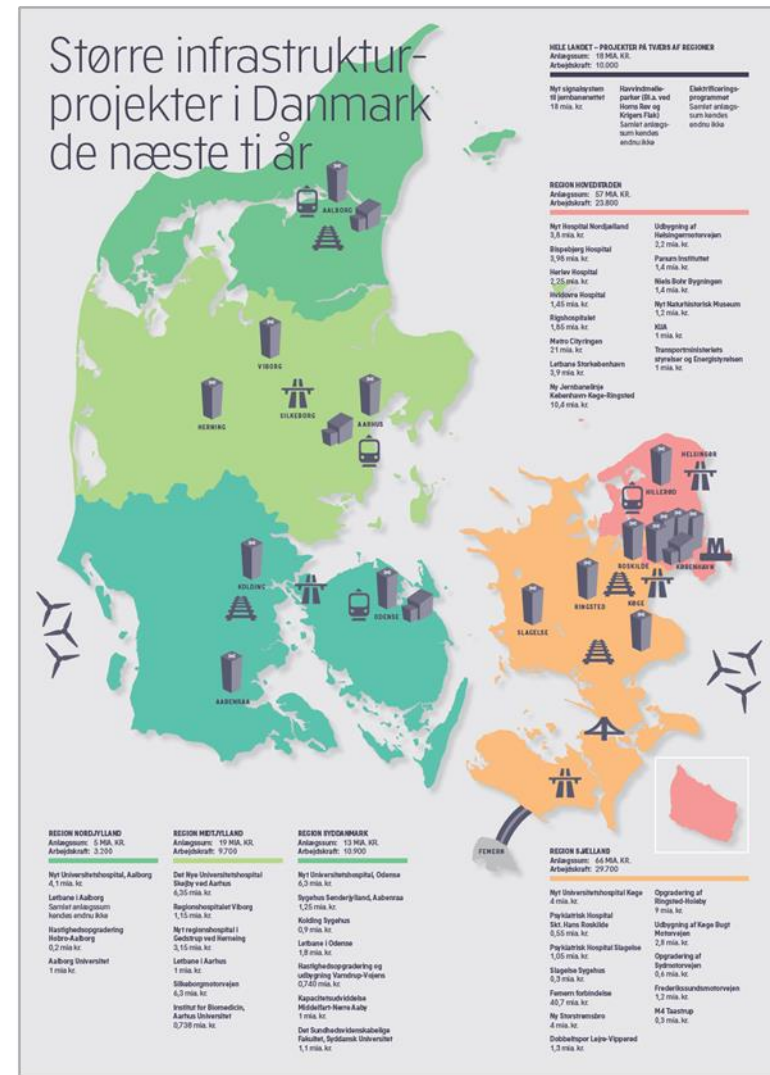 Større infrastruktur-
projekter i Danmark
de næste ti år
HELE LANDET – PROJEKTER PÅ TVÆRS AF REGIONER
Anlægssum: 18 MIA. KR.
Arbejdskraft: 10.000
Nyt signalsystem
til jernbanenettet
18 mia. kr.
Havvindmølle-
parker (Bl.a. ved
Horns Rev og
Krigers Flak)
Samlet anlægs-
sum kendes
endnu ikke
Elektrificerings-
programmet
Samlet anlægs-
sum kendes
endnu ikke
REGION HOVEDSTADEN
Anlægssum: 57 MIA. KR.
Arbejdskraft: 23.800
Nyt Hospital Nordsjælland
3,8 mia. kr.
Bispebjerg Hospital
3,98 mia. kr.
Herlev Hospital
2,25 mia. kr.
Hvidovre Hospital
1,45 mia. kr.
Rigshospitalet
1,85 mia. kr.
Metro Cityringen
21 mia. kr.
Letbane Storkøbenhavn
3,9 mia. kr.
Ny Jernbanelinje
København-Køge-Ringsted
10,4 mia. kr.
Udbygning af
Helsingørmotorvejen
2,2 mia. kr.
Panum Instituttet
1,4 mia. kr.
Niels Bohr Bygningen
1,4 mia. kr.
Nyt Naturhistorisk Museum
1,2 mia. kr.
KUA
1 mia. kr.
Transportministeriets
styrelser og Energistyrelsen
1 mia. kr.
AALBORG
VIBORG
HERNING
SILKEBORG
AARHUS
HELSINGØR
HILLERØD
ROSKILDE
KØBENHAVN
M
KOLDING
ODENSE
RINGSTED
KØGE
SLAGELSE
AABENRAA
FEMERN
REGION NORDJYLLAND
Anlægssum: 5 MIA. KR.
Arbejdskraft: 3.200
Nyt Universitetshospital, Aalborg
4,1 mia. kr.
Letbane i Aalborg
Samlet anlægssum
kendes endnu ikke
Hastighedsopgradering
Hobro-Aalborg
0,2 mia. kr.
Aalborg Universitet
1 mia. kr.
REGION MIDTJYLLAND
Anlægssum: 19 MIA. KR.
Arbejdskraft: 9.700
Det Nye Universitetshospital
Skejby ved Aarhus
6,35 mia. kr.
Regionshospitalet Viborg
1,15 mia. kr.
Nyt regionshospital i
Gødstrup ved Herning
3,15 mia. kr.
Letbane i Aarhus
1 mia. kr.
Silkeborgmotorvejen
6,3 mia. kr.
Institut for Biomedicin,
Aarhus Universitet
0,738 mia. kr.
REGION SYDDANMARK
Anlægssum: 13 MIA. KR.
Arbejdskraft: 10.900
Nyt Universitetshospital, Odense
6,3 mia. kr.
Sygehus Sønderjylland, Aabenraa
1,25 mia. kr.
Kolding Sygehus
0,9 mia. kr.
Letbane i Odense
1,8 mia. kr.
Hastighedsopgradering og
udbygning Vamdrup-Vojens
0,740 mia. kr.
Kapacitetsudvidelse
Middelfart-Nørre Aaby
1 mia. kr.
Det Sundhedsvidenskabelige
Fakultet, Syddansk Universitet
1,1 mia. kr.
REGION SJÆLLAND
Anlægssum: 66 MIA. KR.
Arbejdskraft: 29.700
Nyt Universitetshospital Køge
4 mia. kr.
Psykiatrisk Hospital
Skt. Hans Roskilde
0,55 mia. kr.
Psykiatrisk Hospital Slagelse
1,05 mia. kr.
Slagelse Sygehus
0,3 mia. kr.
Femern forbindelse
40,7 mia. kr.
Ny Storstrømsbro
4 mia. kr.
Dobbeltspor Lejre-Vipperød
1,3 mia. kr.
Opgradering af
Ringsted-Holeby
9 mia. kr.
Udbygning af Køge Bugt
Motorvejen
2,8 mia. kr.
Opgradering af
Sydmotorvejen
0,6 mia. kr.
Frederikssundsmotorvejen
1,2 mia. kr.
M4 Taastrup
0,3 mia. kr.